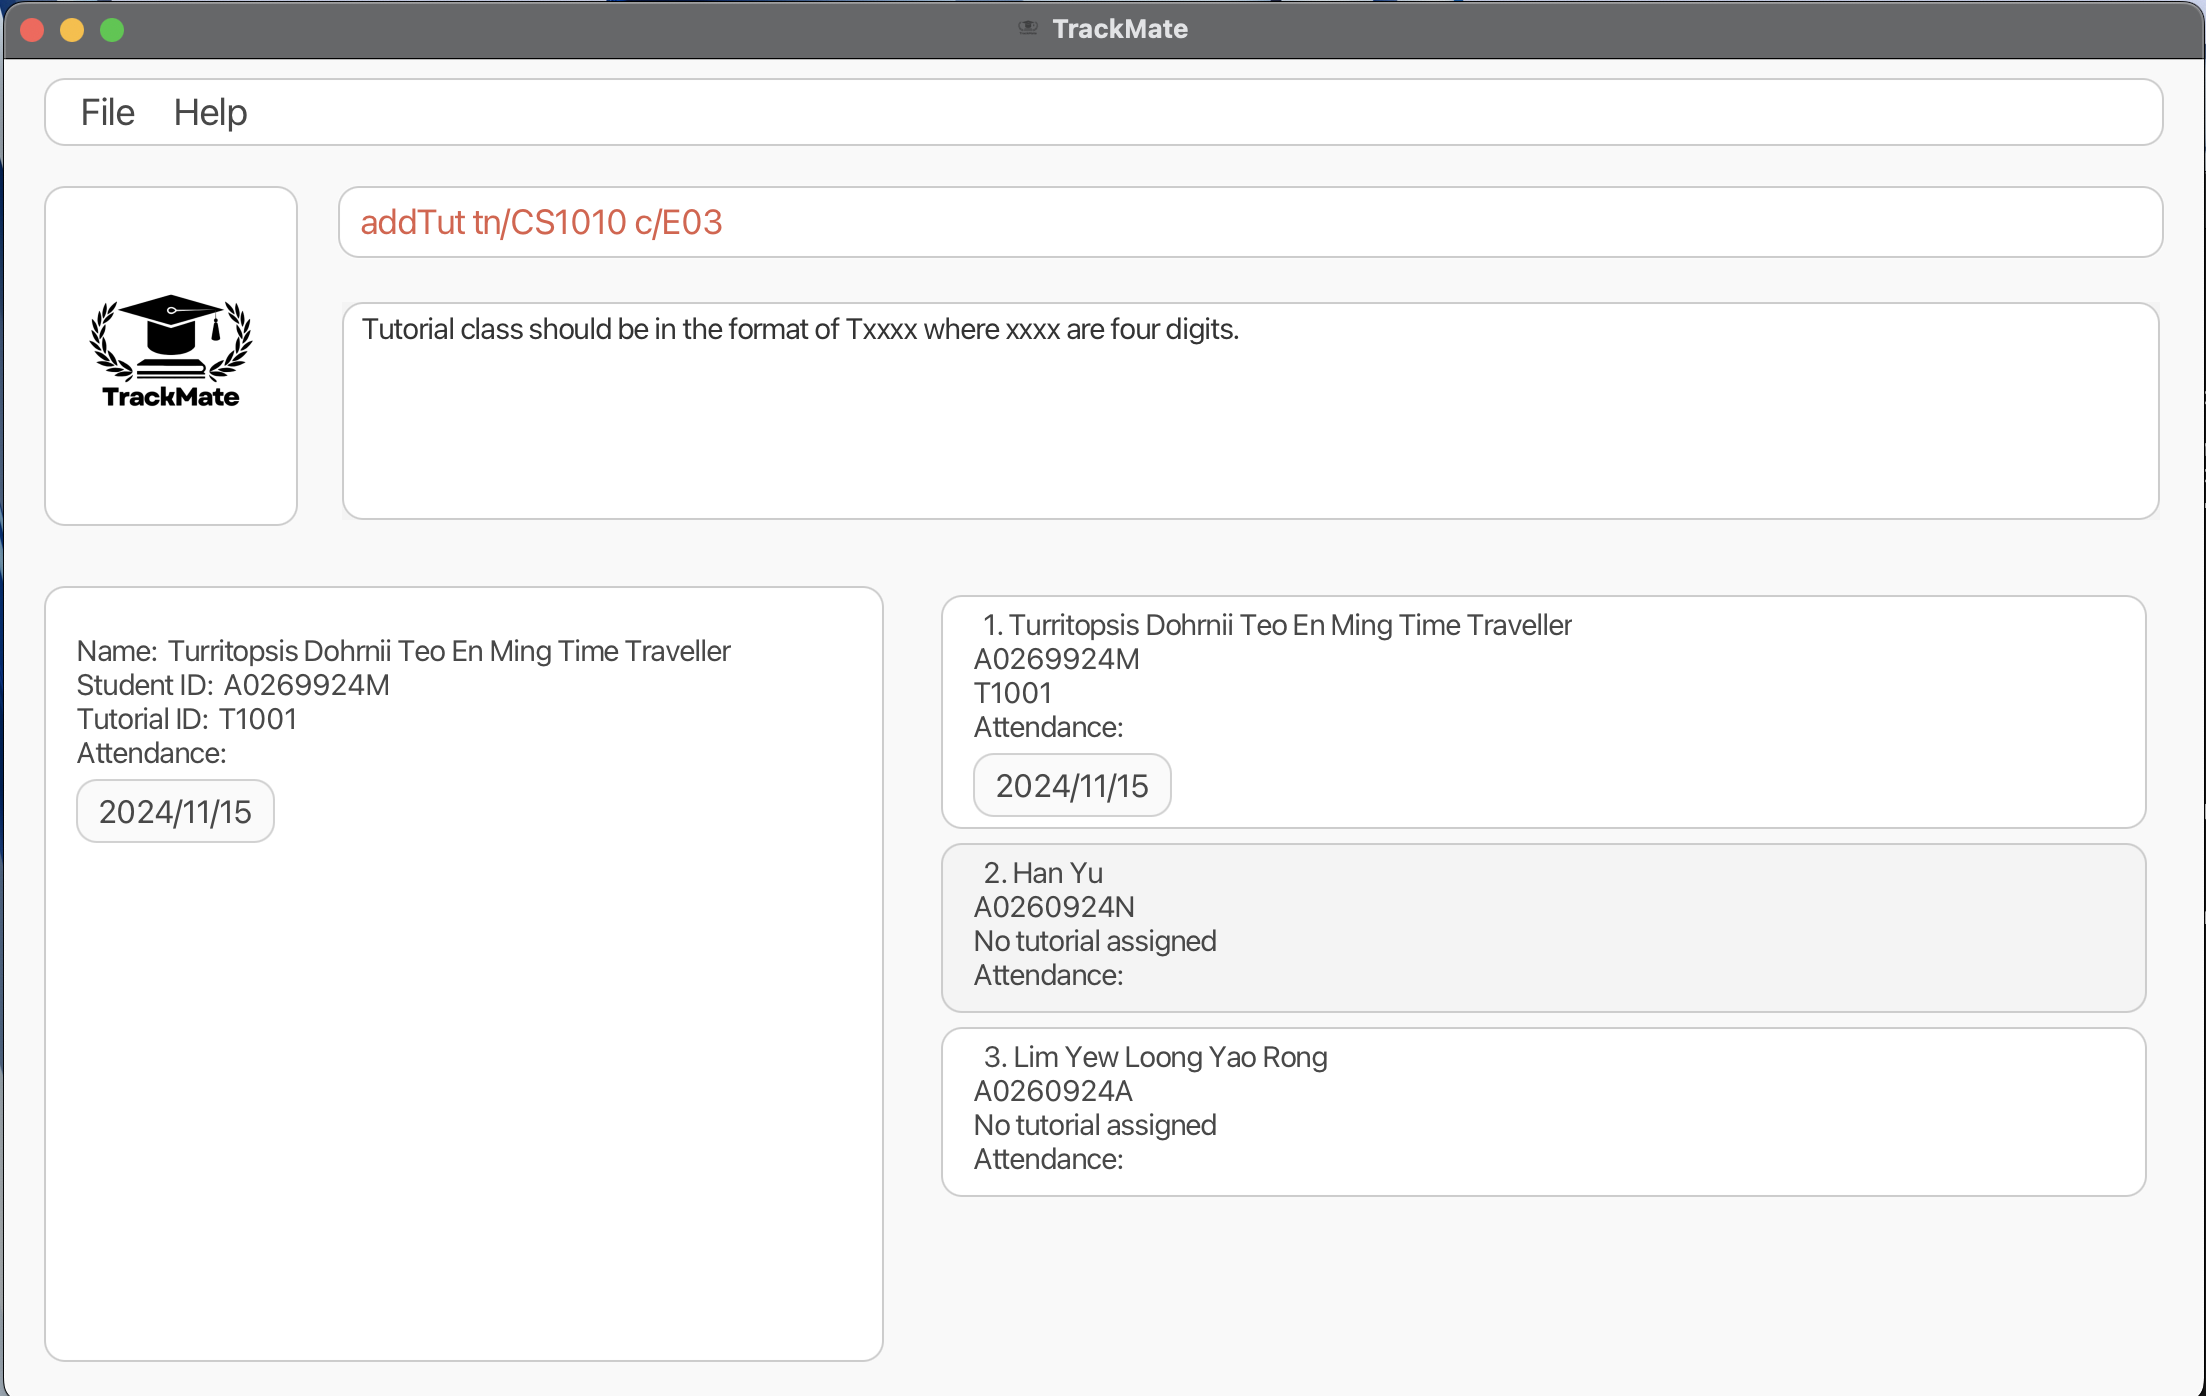 TrackMate
File Help
addTut tn/CS1010 c/E03
TrackMate
Tutorial class should be in the format of Txxxx where xxxx are four digits.
Name: Turritopsis Dohrnii Teo En Ming Time Traveller
Student ID: A0269924M
Tutorial ID: T1001
Attendance:
2024/11/15
1. Turritopsis Dohrnii Teo En Ming Time Traveller
A0269924M
T1001
Attendance:
2024/11/15
2. Han Yu
A0260924N
No tutorial assigned
Attendance:
3. Lim Yew Loong Yao Rong
A0260924A
No tutorial assigned
Attendance: